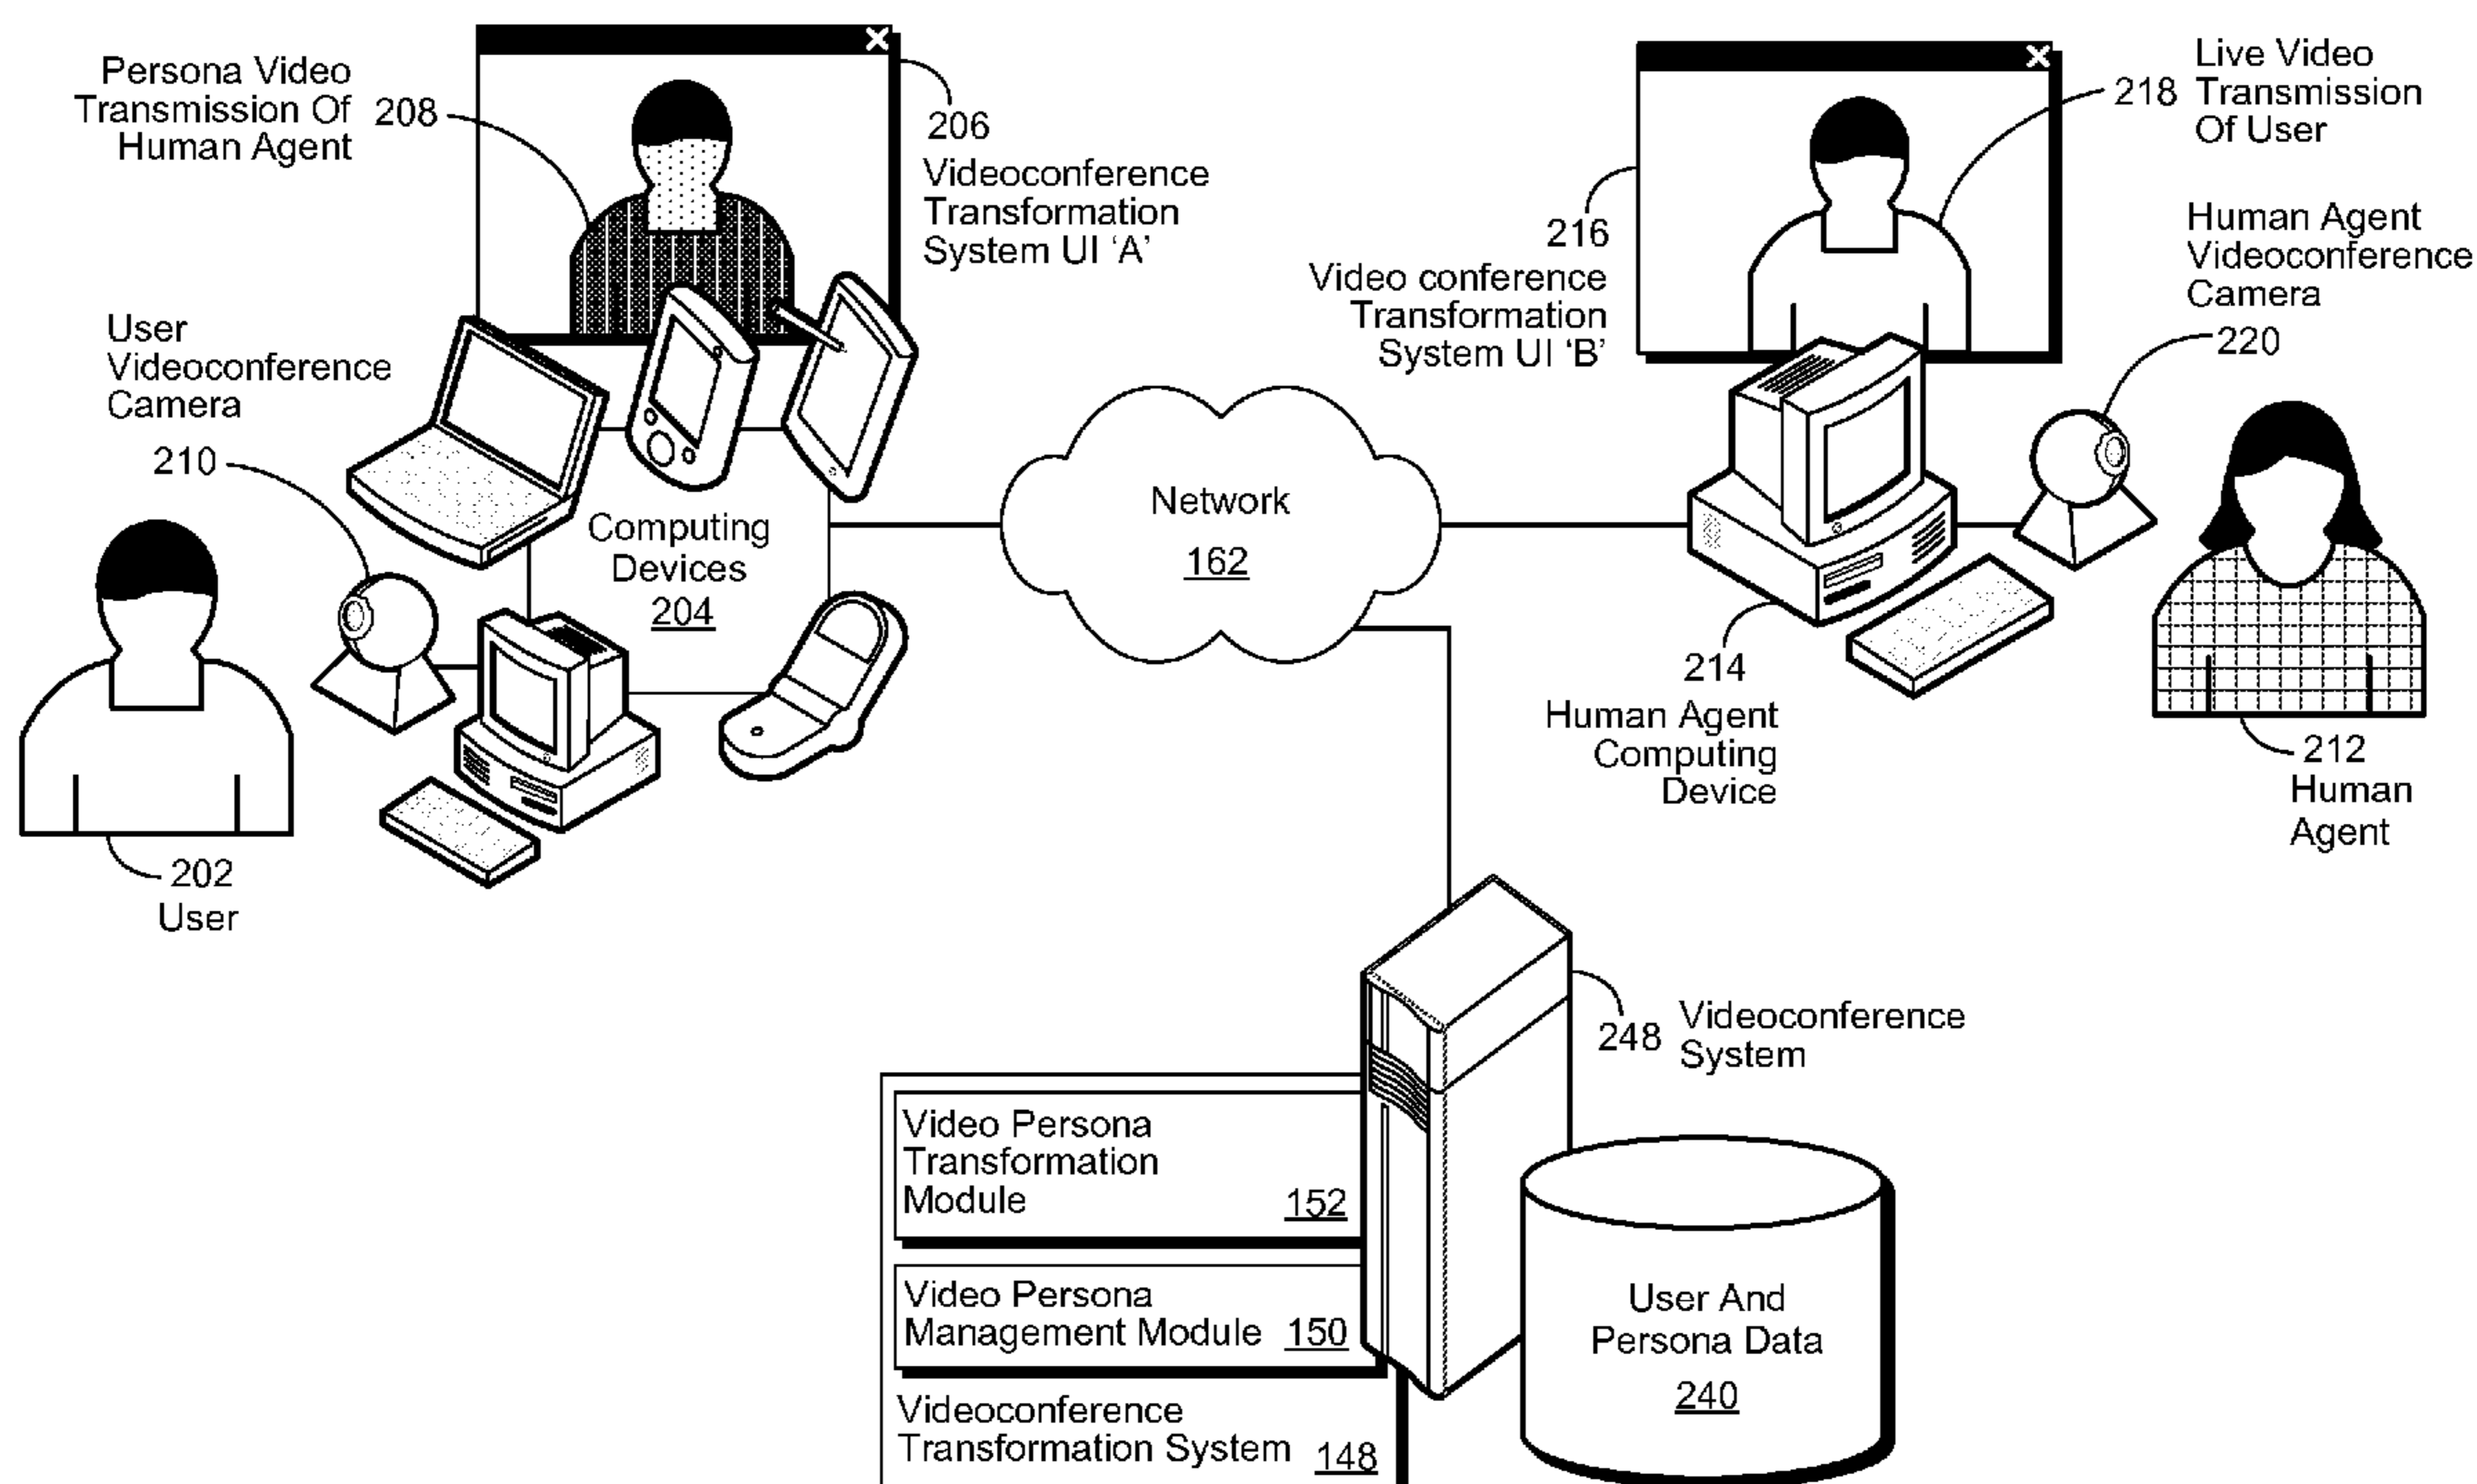 Persona Video
Transmission Of 208
Human Agent
206
Videoconference
Transformation
System UI ‘A’
User
Videoconference
Camera
210
Computing
Devices
204
202
User
Network
162
Live Video
218 Transmission
Of User
216
Video conference
Transformation
System UI ‘B’
Human Agent
Videoconference
Camera
220
214
Human Agent
Computing
Device
212
Human
Agent
248 Videoconference
System
Video Persona
Transformation
Module 152
Video Persona
Management Module 150
Videoconference
Transformation System 148
User And
Persona Data
240